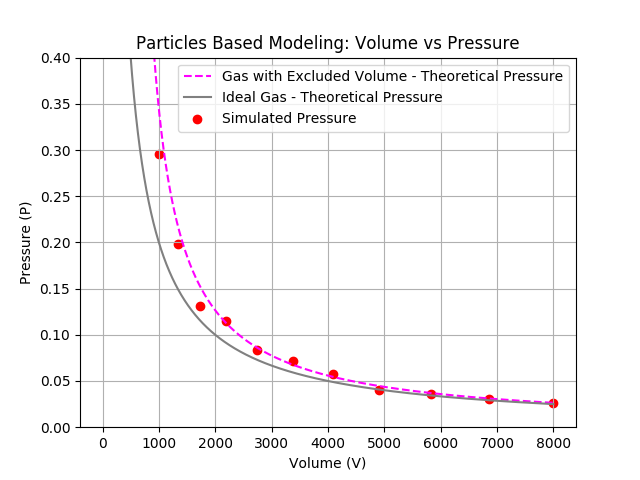 Particles Based Modeling: Volume vs Pressure
Gas with Excluded Volume - Theoretical Pressure
Ideal Gas - Theoretical Pressure
Simulated Pressure
Pressure (P)
0.40
0.35
0.30
0.25
0.20
0.15
0.10
0.05
0.00
0 1000 2000 3000 4000 5000 6000 7000 8000
Volume (V)